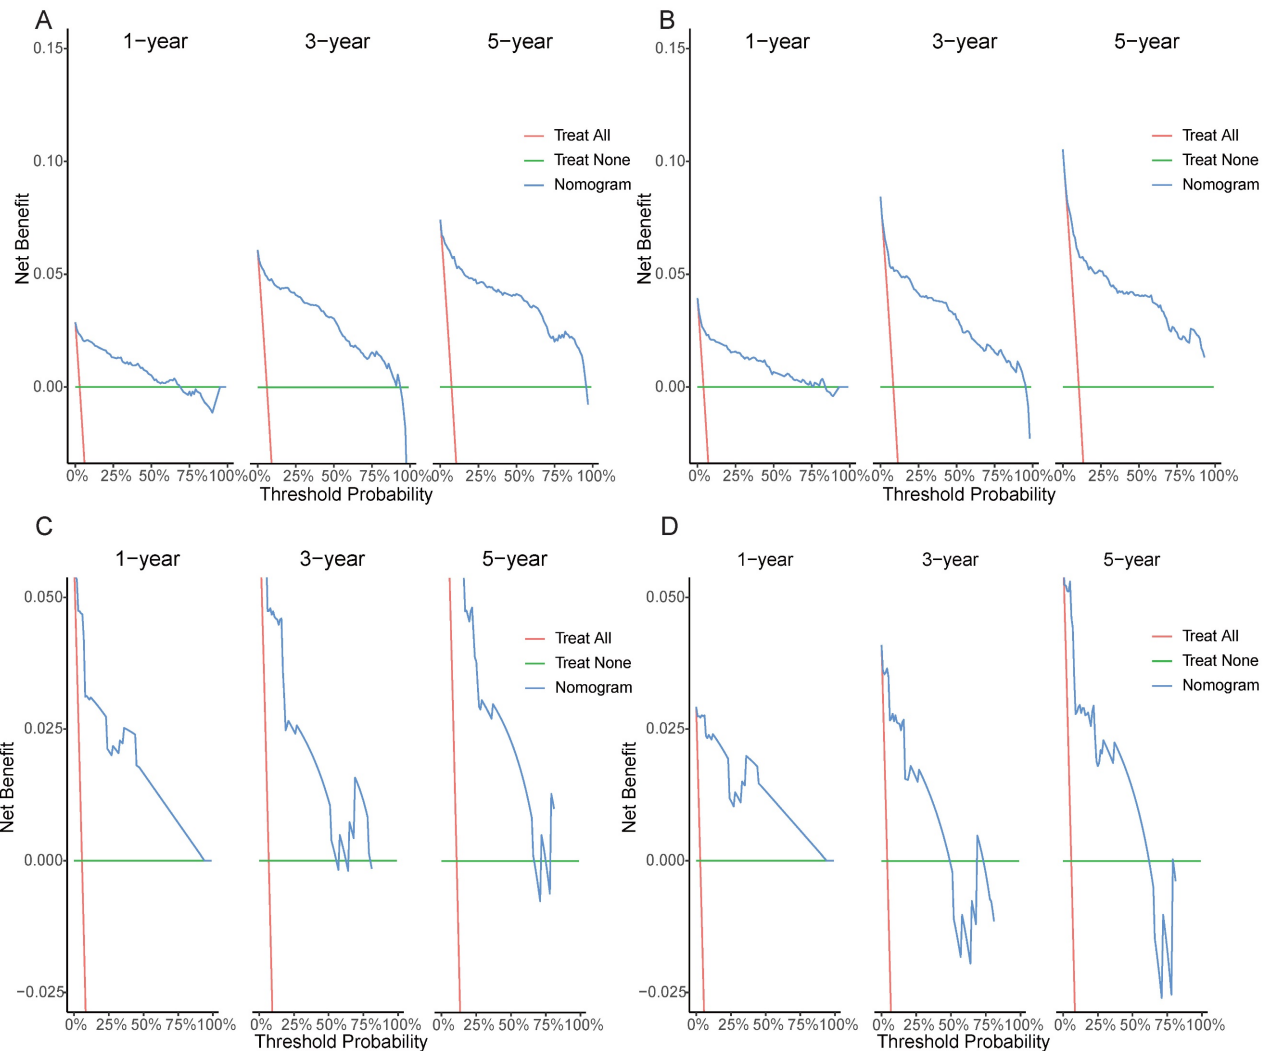 A
1−year 3−year 5−year
0.15
Treat All
0.10
Treat None
Nomogram
Net Benefit
0.05
0.00
0% 25% 50% 75% 100% 0% 25% 50% 75% 100% 0% 25% 50% 75% 100%
Threshold Probability
B
1−year 3−year 5−year
0.15
Treat All
0.10
Treat None
Nomogram
Net Benefit
0.05
0.00
0% 25% 50% 75% 100% 0% 25% 50% 75% 100% 0% 25% 50% 75% 100%
Threshold Probability
C
1−year 3−year 5−year
0.050
Treat All
Treat None
Nomogram
0.025
Net Benefit
0.000
−0.025
0% 25% 50% 75% 100% 0% 25% 50% 75% 100% 0% 25% 50% 75% 100%
Threshold Probability
D
1−year 3−year 5−year
0.050
Treat All
Treat None
Nomogram
0.025
Net Benefit
0.000
−0.025
0% 25% 50% 75% 100% 0% 25% 50% 75% 100% 0% 25% 50% 75% 100%
Threshold Probability